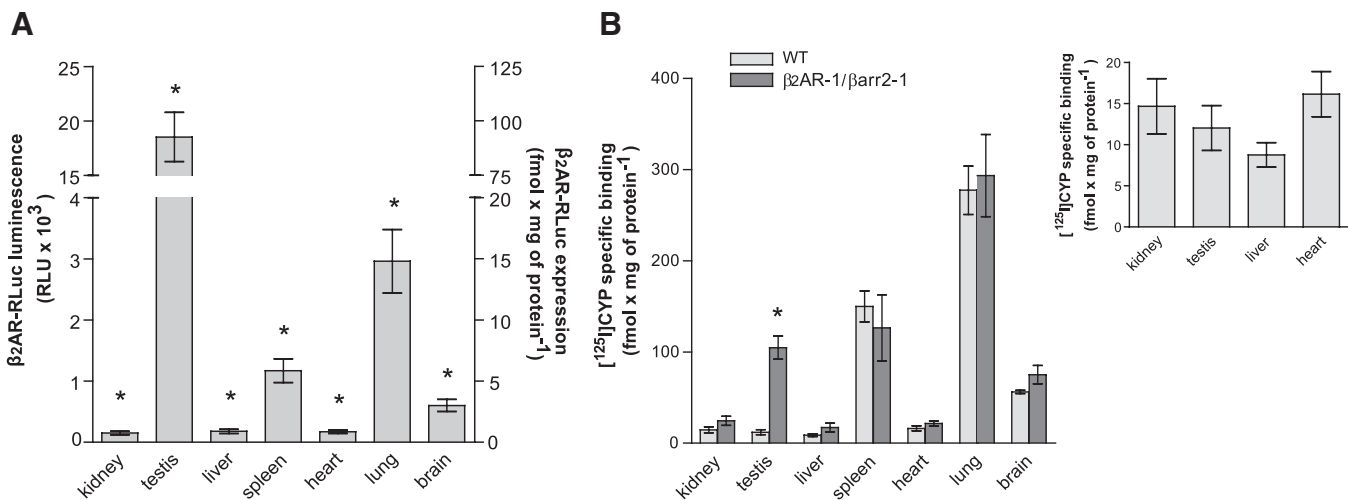 A
β2AR-RLuc luminescence
(RLU x 10³)
25
20
15
4
3
2
1
0
*
*
*
*
*
*
*
125
100
75
20
15
10
5
0
β2AR-RLuc expression
(fmol x mg of protein⁻¹)
kidney
testis
liver
spleen
heart
lung
brain
B
WT
β2AR-1/βarr2-1
[¹²⁵I]CYP specific binding
(fmol x mg of protein⁻¹)
400
300
200
100
0
*
kidney
testis
liver
spleen
heart
lung
brain
[¹²⁵I]CYP specific binding
(fmol x mg of protein⁻¹)
20
15
10
5
0
kidney
testis
liver
heart